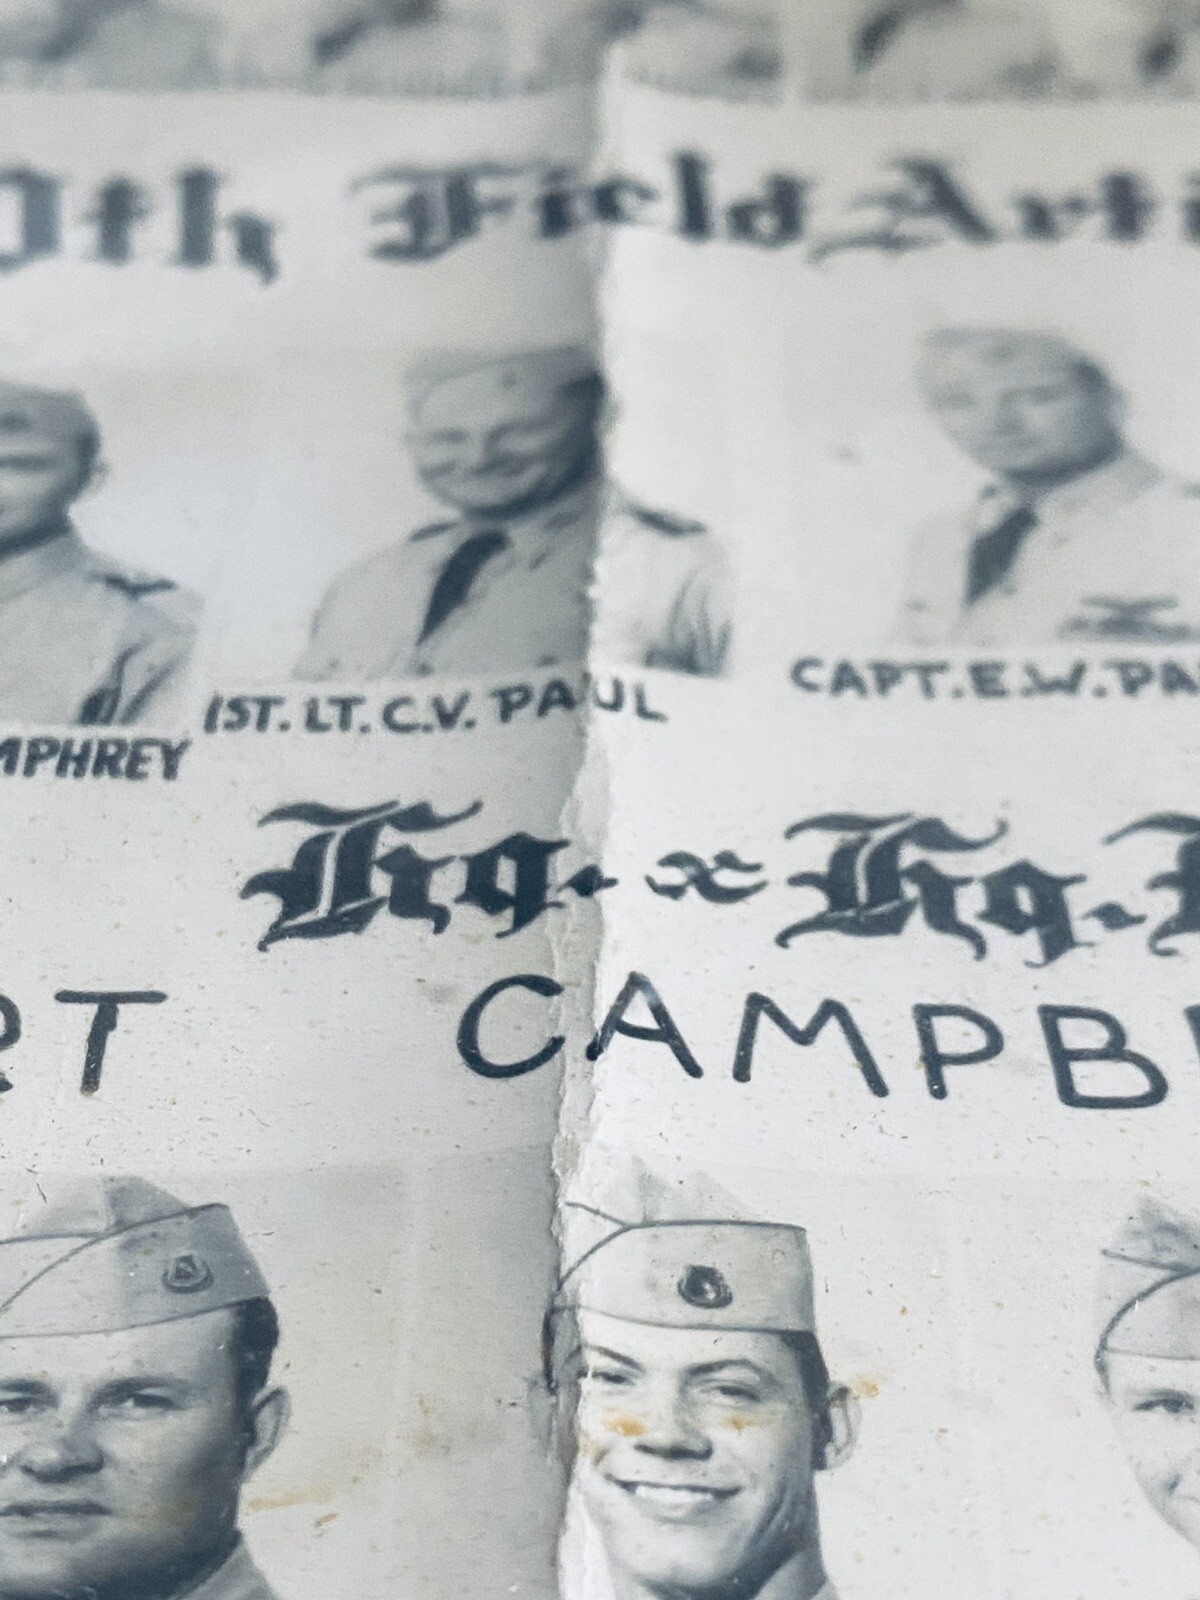 0th Field Arti
1ST. LT. C.V. PAUL
CAPT. E.W. PA
MPHREY
Hq. & Hq.
RT CAMPB